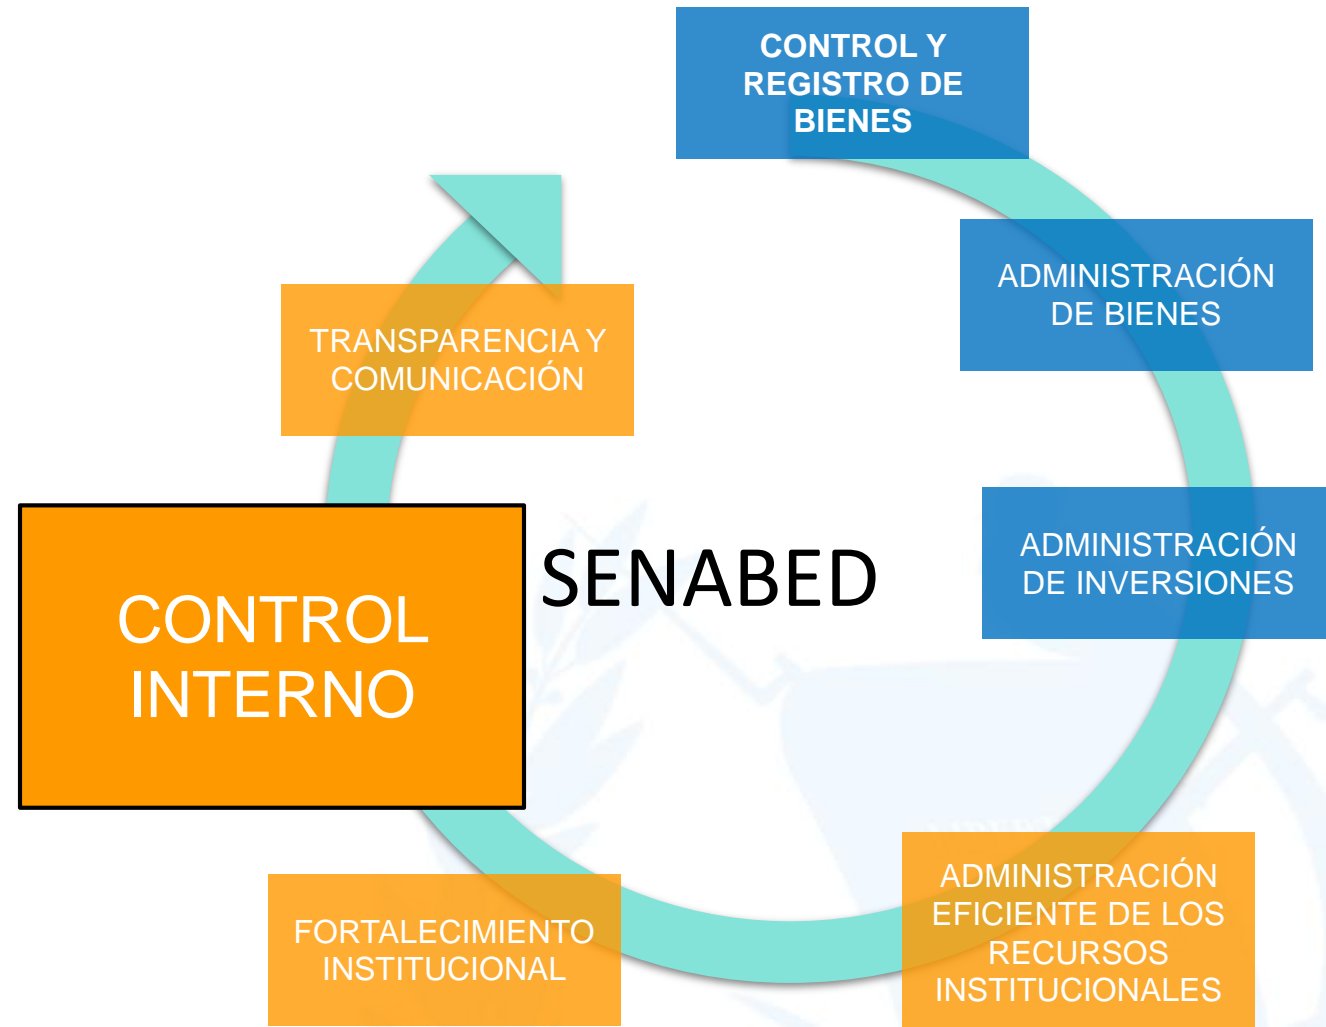 CONTROL Y
REGISTRO DE
BIENES
ADMINISTRACIÓN
DE BIENES
ADMINISTRACIÓN
DE INVERSIONES
ADMINISTRACIÓN
EFICIENTE DE LOS
RECURSOS
INSTITUCIONALES
FORTALECIMIENTO
INSTITUCIONAL
CONTROL
INTERNO
TRANSPARENCIA Y
COMUNICACIÓN
SENABED